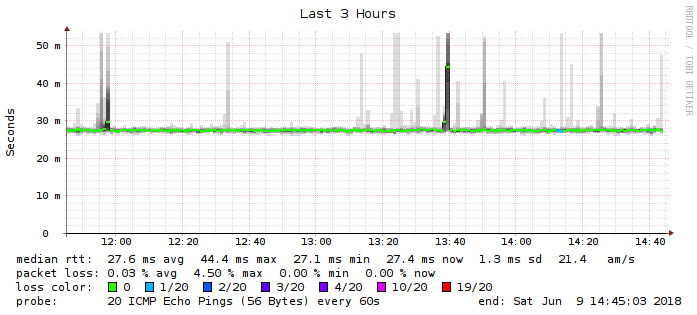 Last 3 Hours
RRDTOOL / TOBI OETIKER
Seconds
50 m
40 m
30 m
20 m
10 m
0
12:00 12:20 12:40 13:00 13:20 13:40 14:00 14:20 14:40
median rtt: 27.6 ms avg 44.4 ms max 27.1 ms min 27.4 ms now 1.3 ms sd 21.4 am/s
packet loss: 0.03 % avg 4.50 % max 0.00 % min 0.00 % now
loss color: 0 1/20 2/20 3/20 4/20 10/20 19/20
probe: 20 ICMP Echo Pings (56 Bytes) every 60s end: Sat Jun 9 14:45:03 2018